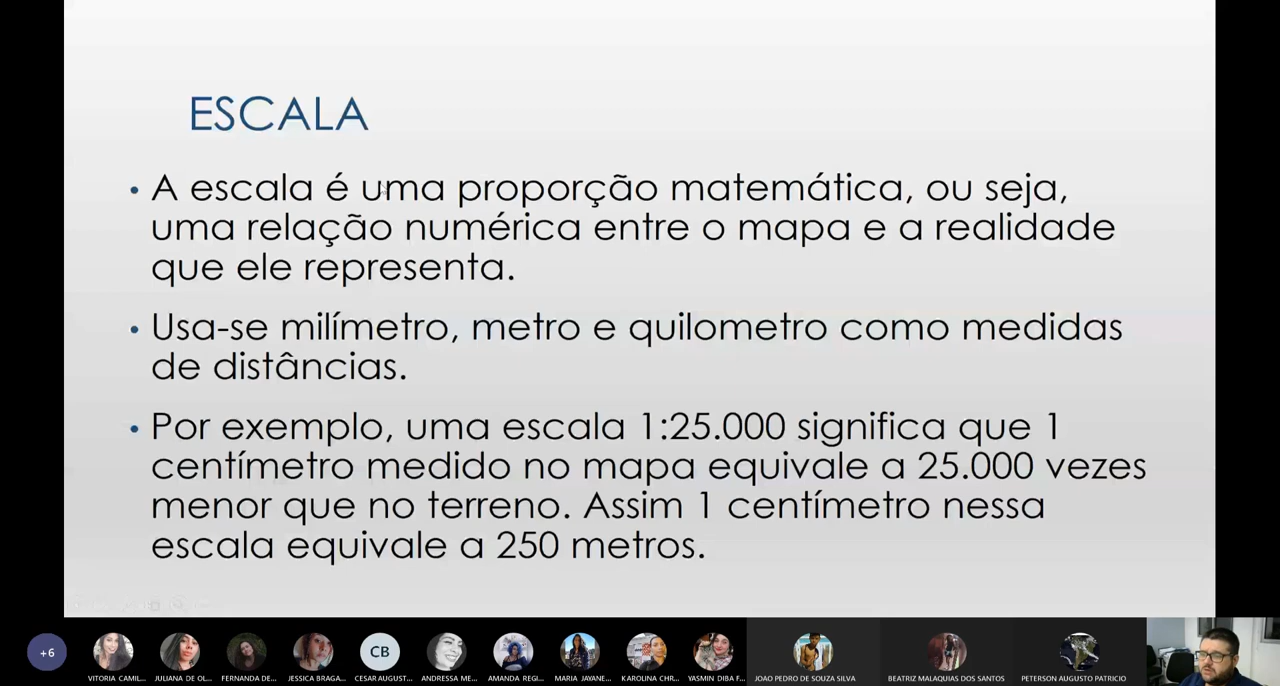 ESCALA
• A escala é uma proporção matemática, ou seja,
uma relação numérica entre o mapa e a realidade
que ele representa.
• Usa-se milímetro, metro e quilometro como medidas
de distâncias.
• Por exemplo, uma escala 1:25.000 significa que 1
centímetro medido no mapa equivale a 25.000 vezes
menor que no terreno. Assim 1 centímetro nessa
escala equivale a 250 metros.
+6
CB
VITORIA CAMIL...
JULIANA DE OL...
FERNANDA DE...
JESSICA BRAGA...
CESAR AUGUST...
ANDRESSA ME...
AMANDA REGI...
MARIA JAYANE...
KAROLINA CHR...
YASMIN DIBA F...
JOAO PEDRO DE SOUZA SILVA
BEATRIZ MALAQUIAS DOS SANTOS
PETERSON AUGUSTO PATRICIO